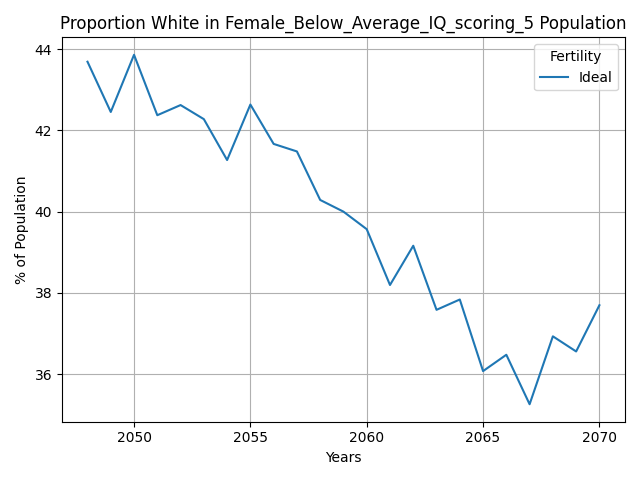 Proportion White in Female_Below_Average_IQ_scoring_5 Population
Fertility
Ideal
44
42
40
38
36
% of Population
2050 2055 2060 2065 2070
Years